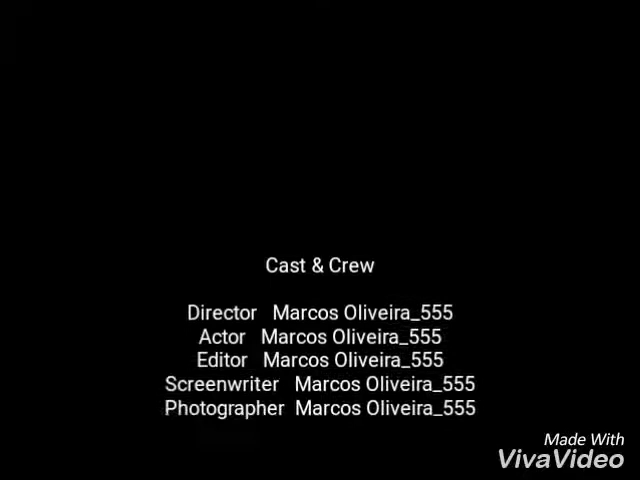 Cast & Crew
Director Marcos Oliveira_555
Actor Marcos Oliveira_555
Editor Marcos Oliveira_555
Screenwriter Marcos Oliveira_555
Photographer Marcos Oliveira_555
Made With
VivaVideo